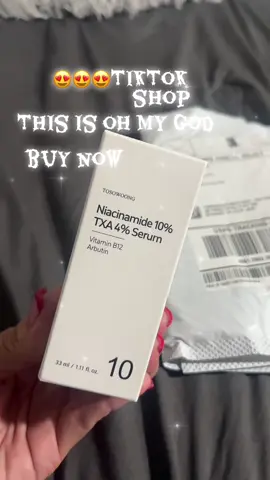 😍😍😍TIKTOK
SHOP
THIS IS OH MY GOD
BUY NOW
Niacinamide 10%
TXA 4% Serum
Vitamin B12
Arbutin
33 ml / 1.11 fl. oz.
10